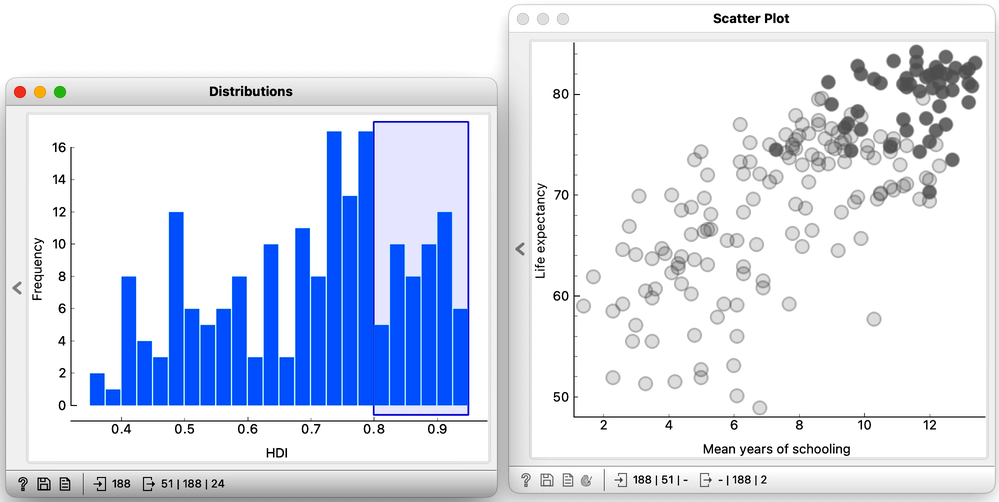 Distributions
16
14
12
10
8
6
4
2
0
Frequency
0.4 0.5 0.6 0.7 0.8 0.9
HDI
? 188 51 | 188 | 24
Scatter Plot
80
70
60
50
Life expectancy
2 4 6 8 10 12
Mean years of schooling
? 188 | 51 | - - | 188 | 2